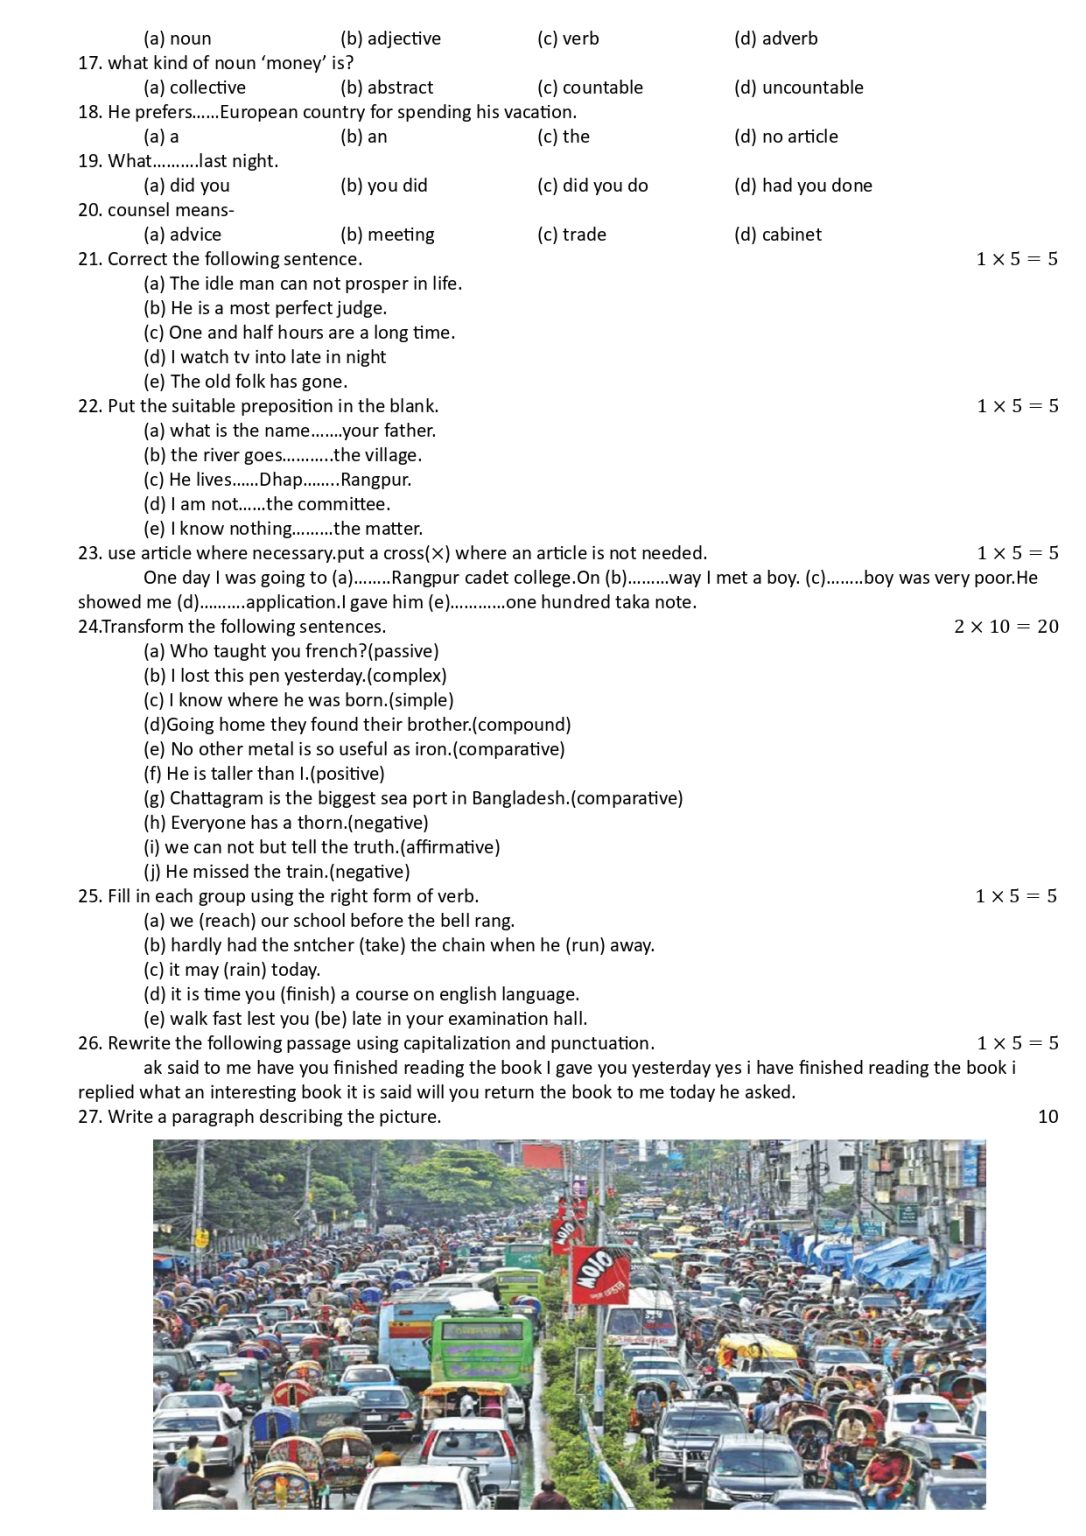 (a) noun (b) adjective (c) verb (d) adverb
17. what kind of noun ‘money’ is?
(a) collective (b) abstract (c) countable (d) uncountable
18. He prefers......European country for spending his vacation.
(a) a (b) an (c) the (d) no article
19. What..........last night.
(a) did you (b) you did (c) did you do (d) had you done
20. counsel means-
(a) advice (b) meeting (c) trade (d) cabinet
21. Correct the following sentence. 1 × 5 = 5
(a) The idle man can not prosper in life.
(b) He is a most perfect judge.
(c) One and half hours are a long time.
(d) I watch tv into late in night
(e) The old folk has gone.
22. Put the suitable preposition in the blank. 1 × 5 = 5
(a) what is the name.......your father.
(b) the river goes...........the village.
(c) He lives......Dhap........Rangpur.
(d) I am not......the committee.
(e) I know nothing.........the matter.
23. use article where necessary.put a cross(×) where an article is not needed. 1 × 5 = 5
One day I was going to (a)........Rangpur cadet college.On (b).........way I met a boy. (c)........boy was very poor.He
showed me (d)..........application.I gave him (e)............one hundred taka note.
24.Transform the following sentences. 2 × 10 = 20
(a) Who taught you french?(passive)
(b) I lost this pen yesterday.(complex)
(c) I know where he was born.(simple)
(d)Going home they found their brother.(compound)
(e) No other metal is so useful as iron.(comparative)
(f) He is taller than I.(positive)
(g) Chattagram is the biggest sea port in Bangladesh.(comparative)
(h) Everyone has a thorn.(negative)
(i) we can not but tell the truth.(affirmative)
(j) He missed the train.(negative)
25. Fill in each group using the right form of verb. 1 × 5 = 5
(a) we (reach) our school before the bell rang.
(b) hardly had the sntcher (take) the chain when he (run) away.
(c) it may (rain) today.
(d) it is time you (finish) a course on english language.
(e) walk fast lest you (be) late in your examination hall.
26. Rewrite the following passage using capitalization and punctuation. 1 × 5 = 5
ak said to me have you finished reading the book I gave you yesterday yes i have finished reading the book i
replied what an interesting book it is said will you return the book to me today he asked.
27. Write a paragraph describing the picture. 10
MOJO
MOJO